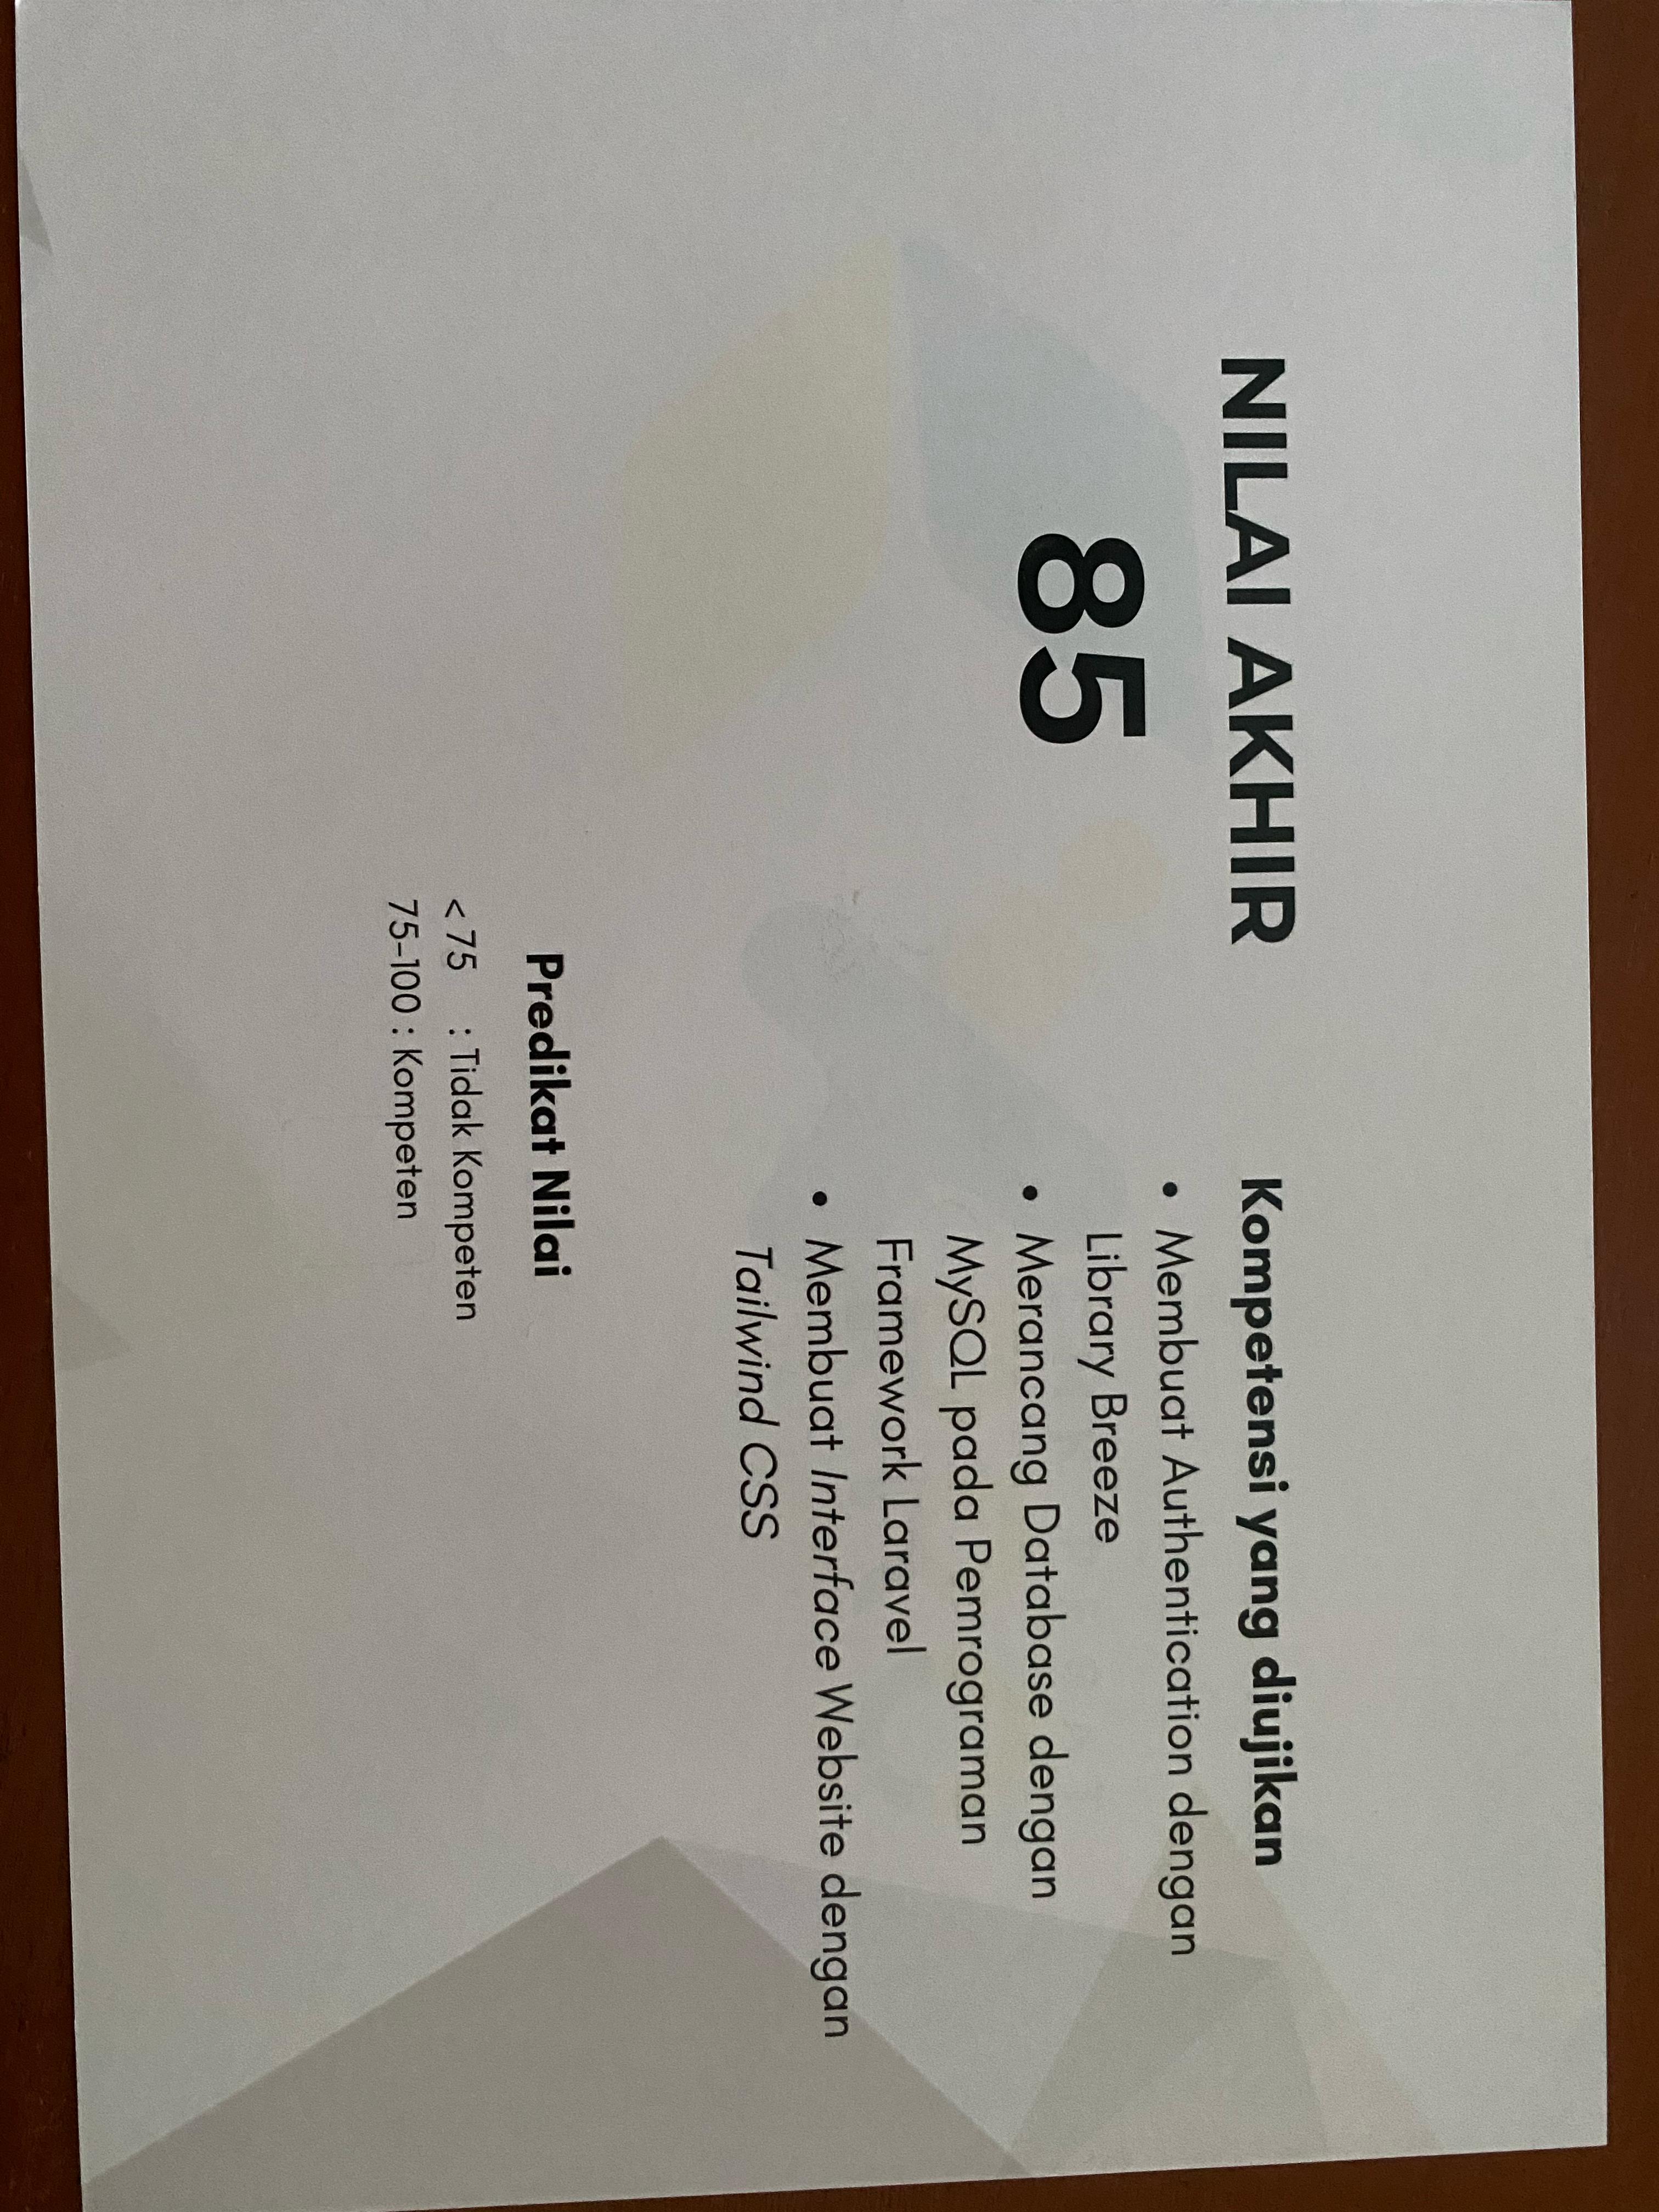 NILAI AKHIR
85
Kompetensi yang diujikan
• Membuat Authentication dengan
Library Breeze
• Merancang Database dengan
MySQL pada Pemrograman
Framework Laravel
• Membuat Interface Website dengan
Tailwind CSS
Predikat Nilai
< 75 : Tidak Kompeten
75-100 : Kompeten